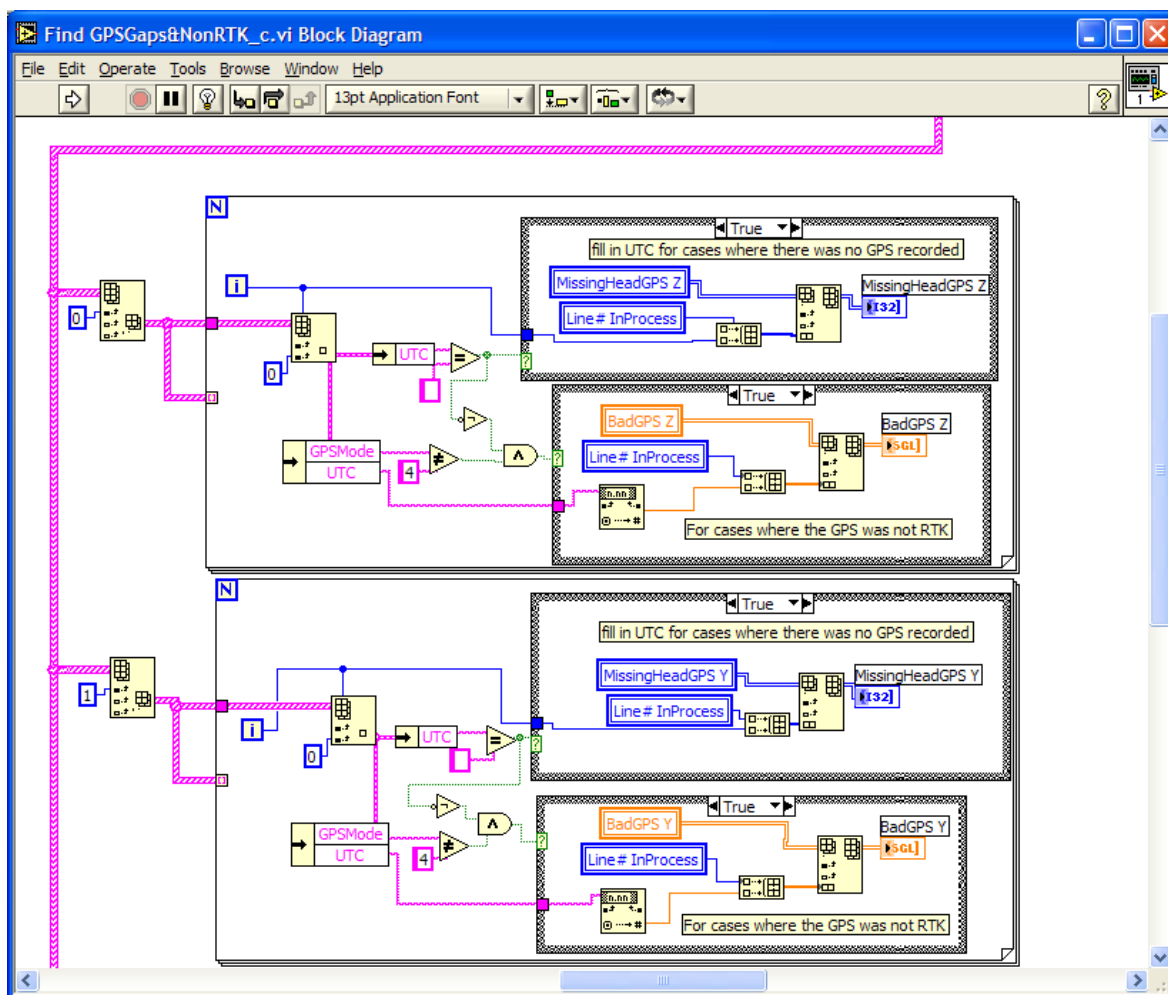 Find GPSGaps&NonRTK_c.vi Block Diagram
File Edit Operate Tools Browse Window Help
13pt Application Font
1
N
True
fill in UTC for cases where there was no GPS recorded
MissingHeadGPS Z
MissingHeadGPS Z
I32]
i
Line# InProcess
0
0
UTC
=
?
True
BadGPS Z
BadGPS Z
SGL]
GPSMode
UTC
4
≠
Line# InProcess
?
n.nn
#
For cases where the GPS was not RTK
N
True
fill in UTC for cases where there was no GPS recorded
MissingHeadGPS Y
MissingHeadGPS Y
I32]
1
Line# InProcess
i
0
UTC
=
?
True
BadGPS Y
BadGPS Y
SGL]
GPSMode
UTC
4
≠
Line# InProcess
?
n.nn
#
For cases where the GPS was not RTK